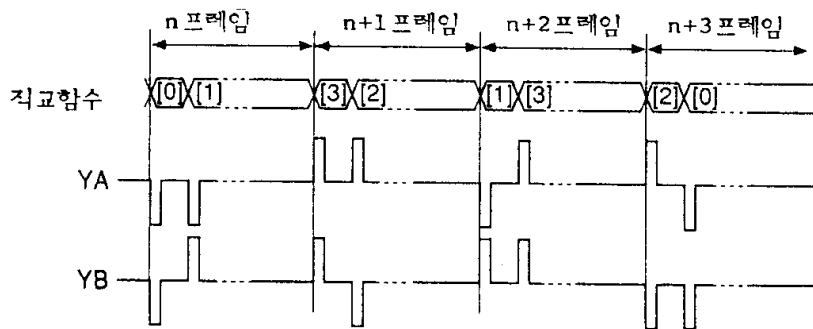 n 프레임 n+1 프레임 n+2프레임 n+3 프레임
직교함수 [0] [1] [3] [2] [1] [3] [2] [0]
YA
YB